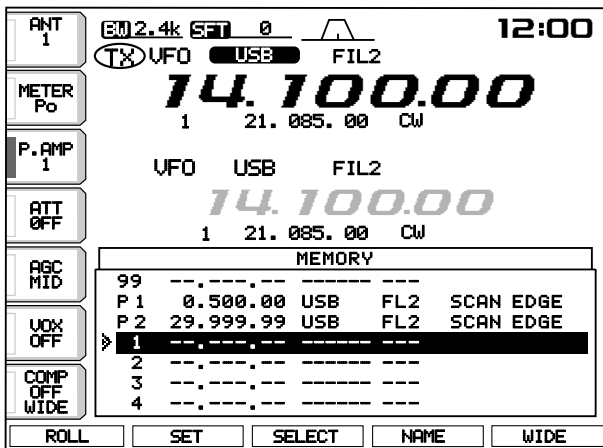 ANT
1
BW 2.4k SFT 0
12:00
TX VFO USB FIL2
METER
Po
14.100.00
1 21.085.00 CW
P.AMP
1
VFO USB FIL2
ATT
OFF
14.100.00
1 21.085.00 CW
AGC
MID
MEMORY
99 --.---.-- ------ ---
P1 0.500.00 USB FL2 SCAN EDGE
P2 29.999.99 USB FL2 SCAN EDGE
VOX
OFF
1 --.---.-- ------ ---
2 --.---.-- ------ ---
COMP
OFF
WIDE
3 --.---.-- ------ ---
4 --.---.-- ------ ---
ROLL SET SELECT NAME WIDE